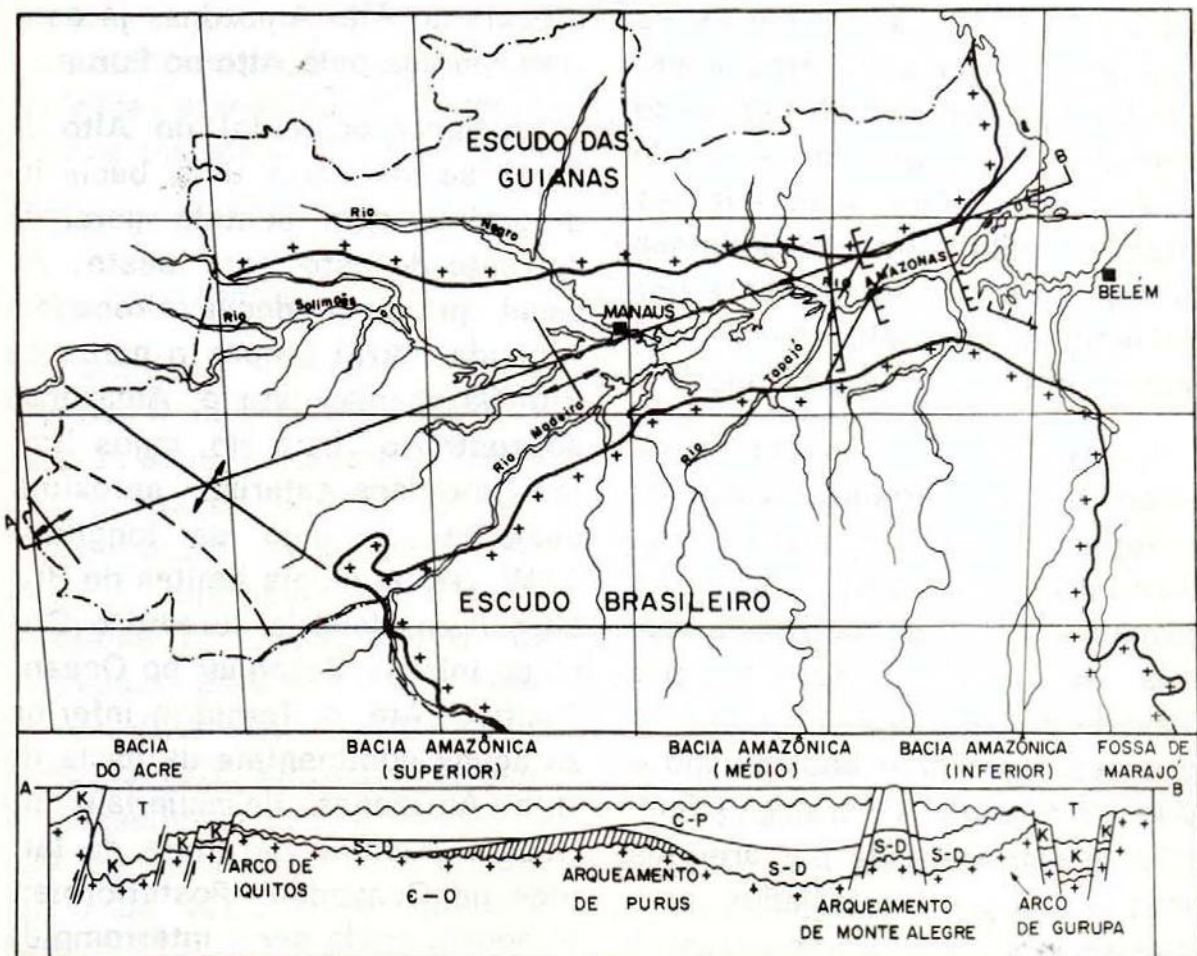 ESCUDO DAS
GUIANAS
Rio
Negro
Rio
Solimões
MANAUS
RIO
AMAZONAS
B
BELÉM
Rio
Madeira
Rio
Tapajó
A
ESCUDO BRASILEIRO
BACIA
DO ACRE
BACIA AMAZÔNICA
(SUPERIOR)
BACIA AMAZÔNICA
(MÉDIO)
BACIA AMAZÔNICA
(INFERIOR)
FOSSA DE
MARAJÓ
A
B
K
K
K
K
ARCO DE
IQUITOS
S-D
Є-O
C-P
ARQUEAMENTO
DE PURUS
S-D
S-D
S-D
ARQUEAMENTO
DE MONTE ALEGRE
T
K
K
K
ARCO
DE GURUPA